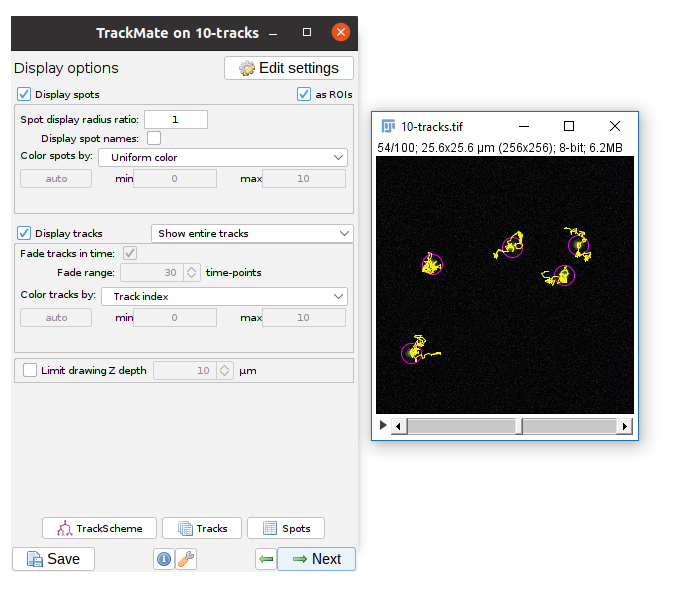 TrackMate on 10-tracks
Display options
Edit settings
Display spots
as ROIs
Spot display radius ratio: 1
Display spot names:
Color spots by: Uniform color
auto min 0 max 10
Display tracks Show entire tracks
Fade tracks in time:
Fade range: 30 time-points
Color tracks by: Track index
auto min 0 max 10
Limit drawing Z depth 10 µm
TrackScheme Tracks Spots
Save Next
10-tracks.tif
54/100; 25.6x25.6 µm (256x256); 8-bit; 6.2MB